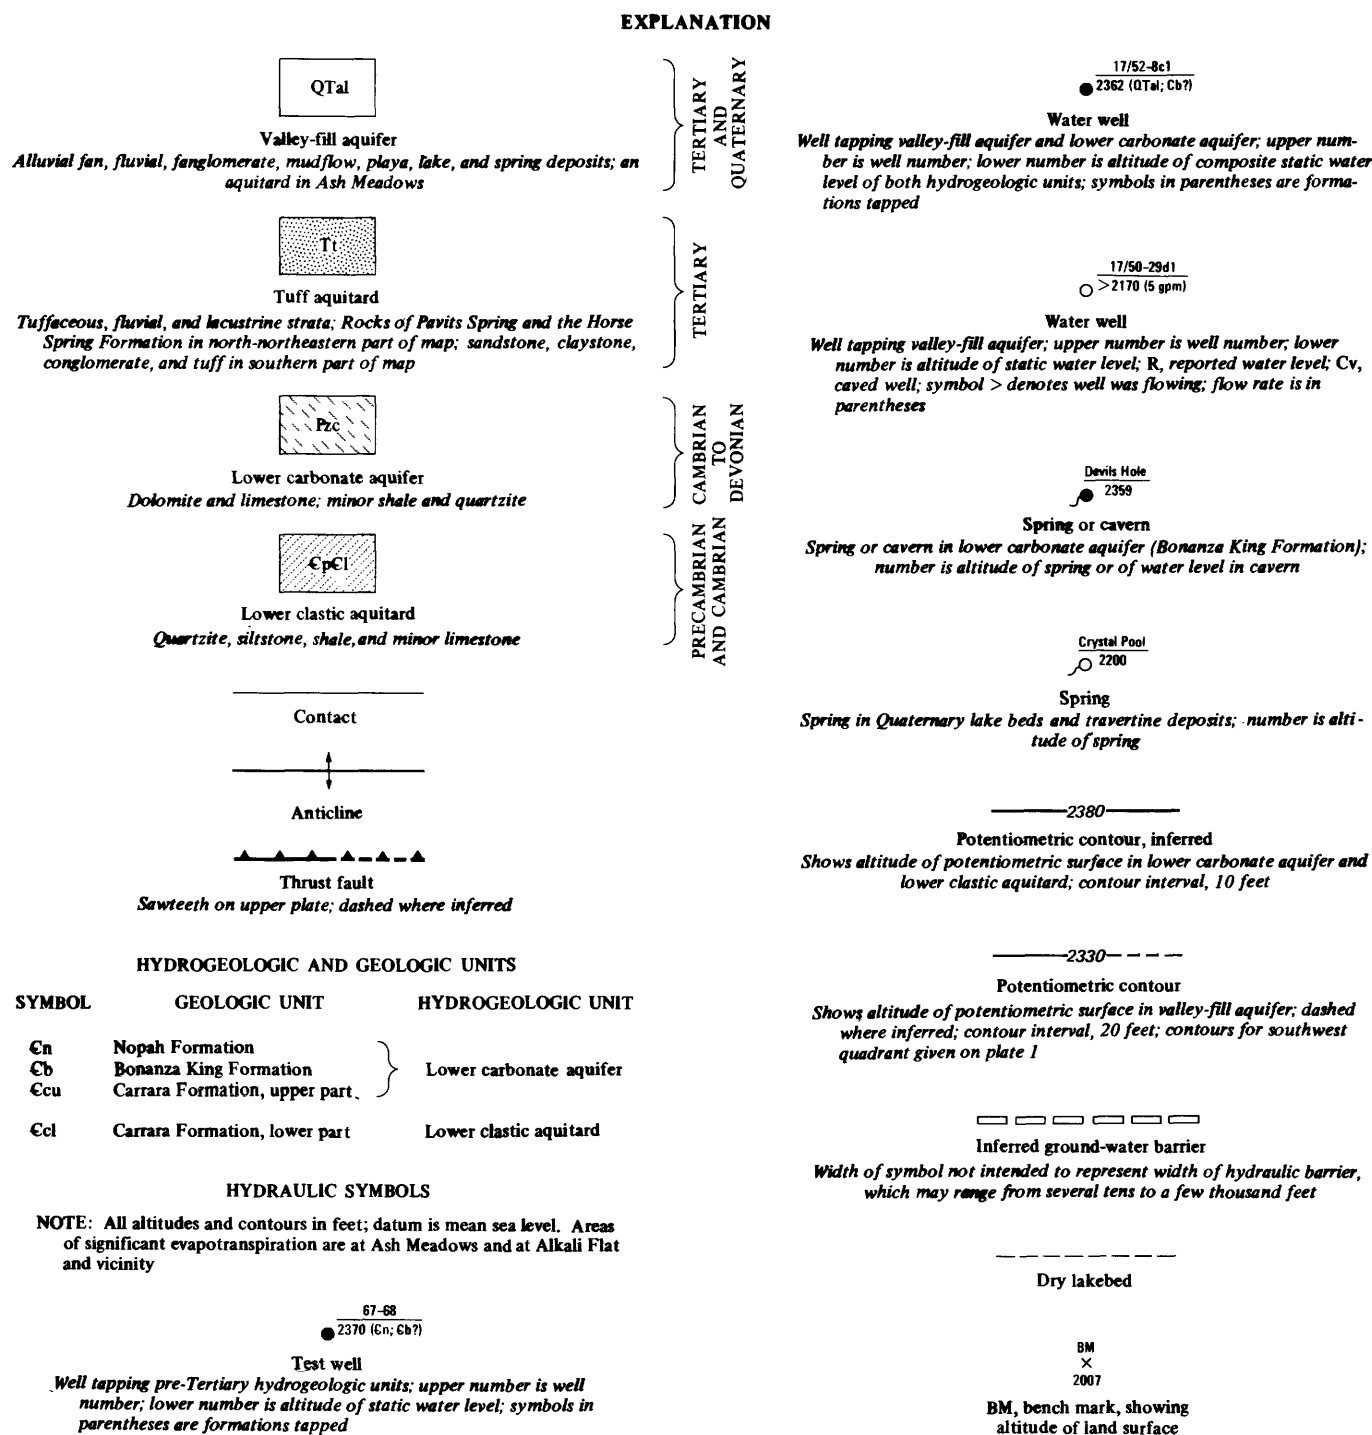 EXPLANATION
QTal
Valley-fill aquifer
Alluvial fan, fluvial, fanglomerate, mudflow, playa, lake, and spring deposits; an
aquitard in Ash Meadows
TERTIARY
AND
QUATERNARY
Tt
Tuff aquitard
Tuffaceous, fluvial, and lacustrine strata; Rocks of Pavits Spring and the Horse
Spring Formation in north-northeastern part of map; sandstone, claystone,
conglomerate, and tuff in southern part of map
TERTIARY
Pzc
Lower carbonate aquifer
Dolomite and limestone; minor shale and quartzite
CAMBRIAN
TO
DEVONIAN
ЄpЄl
Lower clastic aquitard
Quartzite, siltstone, shale, and minor limestone
PRECAMBRIAN
AND CAMBRIAN
Contact
Anticline
Thrust fault
Sawteeth on upper plate; dashed where inferred
HYDROGEOLOGIC AND GEOLOGIC UNITS
SYMBOL GEOLOGIC UNIT HYDROGEOLOGIC UNIT
Єn Nopah Formation
Єb Bonanza King Formation Lower carbonate aquifer
Єcu Carrara Formation, upper part
Єcl Carrara Formation, lower part Lower clastic aquitard
HYDRAULIC SYMBOLS
NOTE: All altitudes and contours in feet; datum is mean sea level. Areas
of significant evapotranspiration are at Ash Meadows and at Alkali Flat
and vicinity
67-68
2370 (Єn; Єb?)
Test well
Well tapping pre-Tertiary hydrogeologic units; upper number is well
number; lower number is altitude of static water level; symbols in
parentheses are formations tapped
17/52-8c1
2362 (QTal; Cb?)
Water well
Well tapping valley-fill aquifer and lower carbonate aquifer; upper num-
ber is well number; lower number is altitude of composite static water
level of both hydrogeologic units; symbols in parentheses are forma-
tions tapped
17/50-29d1
>2170 (5 gpm)
Water well
Well tapping valley-fill aquifer; upper number is well number; lower
number is altitude of static water level; R, reported water level; Cv,
caved well; symbol > denotes well was flowing; flow rate is in
parentheses
Devils Hole
2359
Spring or cavern
Spring or cavern in lower carbonate aquifer (Bonanza King Formation);
number is altitude of spring or of water level in cavern
Crystal Pool
2200
Spring
Spring in Quaternary lake beds and travertine deposits; number is alti-
tude of spring
2380
Potentiometric contour, inferred
Shows altitude of potentiometric surface in lower carbonate aquifer and
lower clastic aquitard; contour interval, 10 feet
2330
Potentiometric contour
Shows altitude of potentiometric surface in valley-fill aquifer; dashed
where inferred; contour interval, 20 feet; contours for southwest
quadrant given on plate 1
Inferred ground-water barrier
Width of symbol not intended to represent width of hydraulic barrier,
which may range from several tens to a few thousand feet
Dry lakebed
BM
2007
BM, bench mark, showing
altitude of land surface